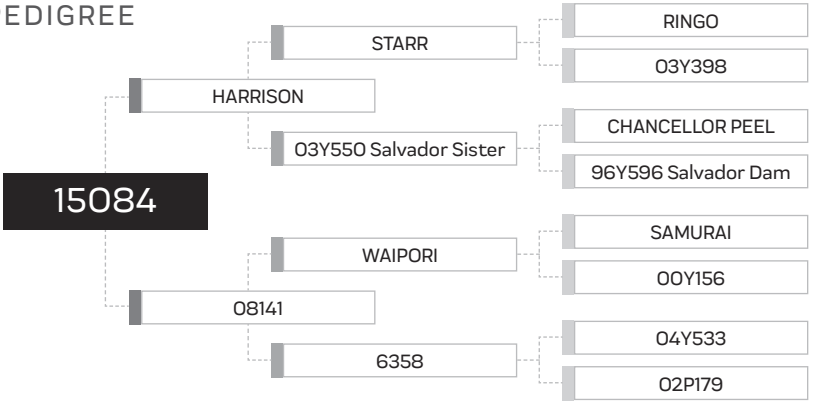 PEDIGREE
RINGO
STARR
03Y398
HARRISON
CHANCELLOR PEEL
03Y550 Salvador Sister
96Y596 Salvador Dam
15084
SAMURAI
WAIPORI
00Y156
08141
04Y533
6358
02P179